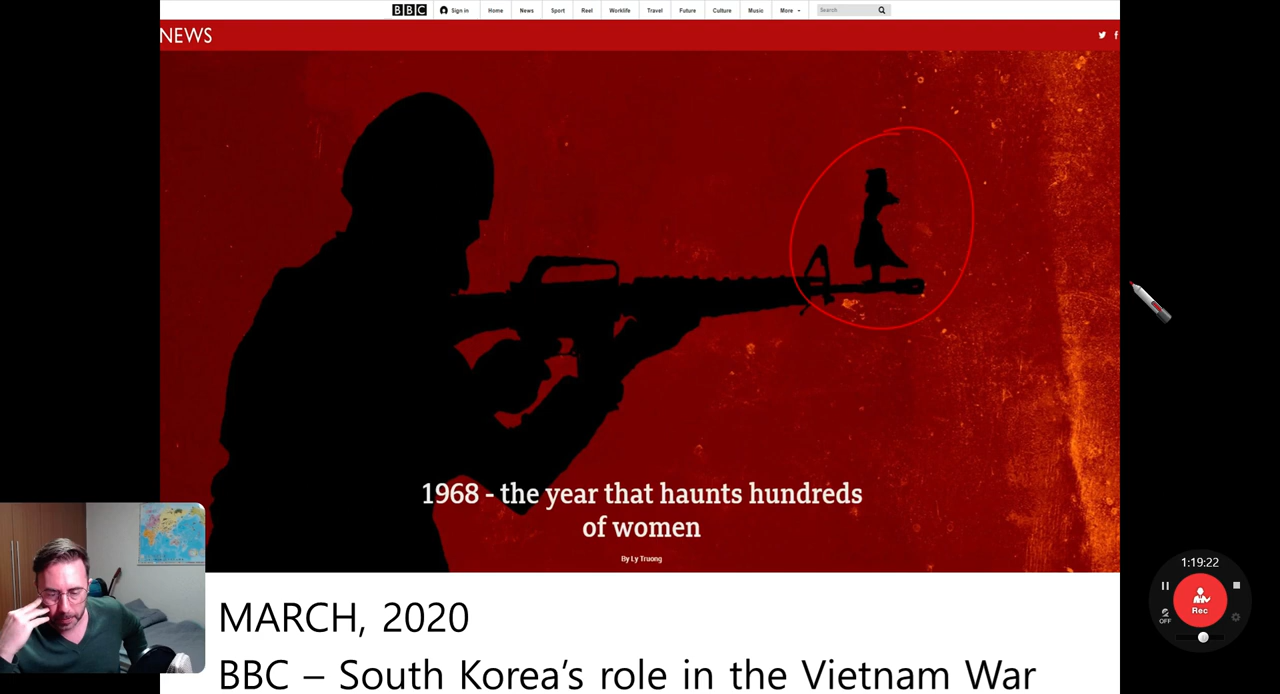 BBC Sign in Home News Sport Reel Worklife Travel Future Culture Music More Search
NEWS
1968 - the year that haunts hundreds
of women
By Ly Truong
1:19:22
Rec
OFF
MARCH, 2020
BBC – South Korea’s role in the Vietnam War